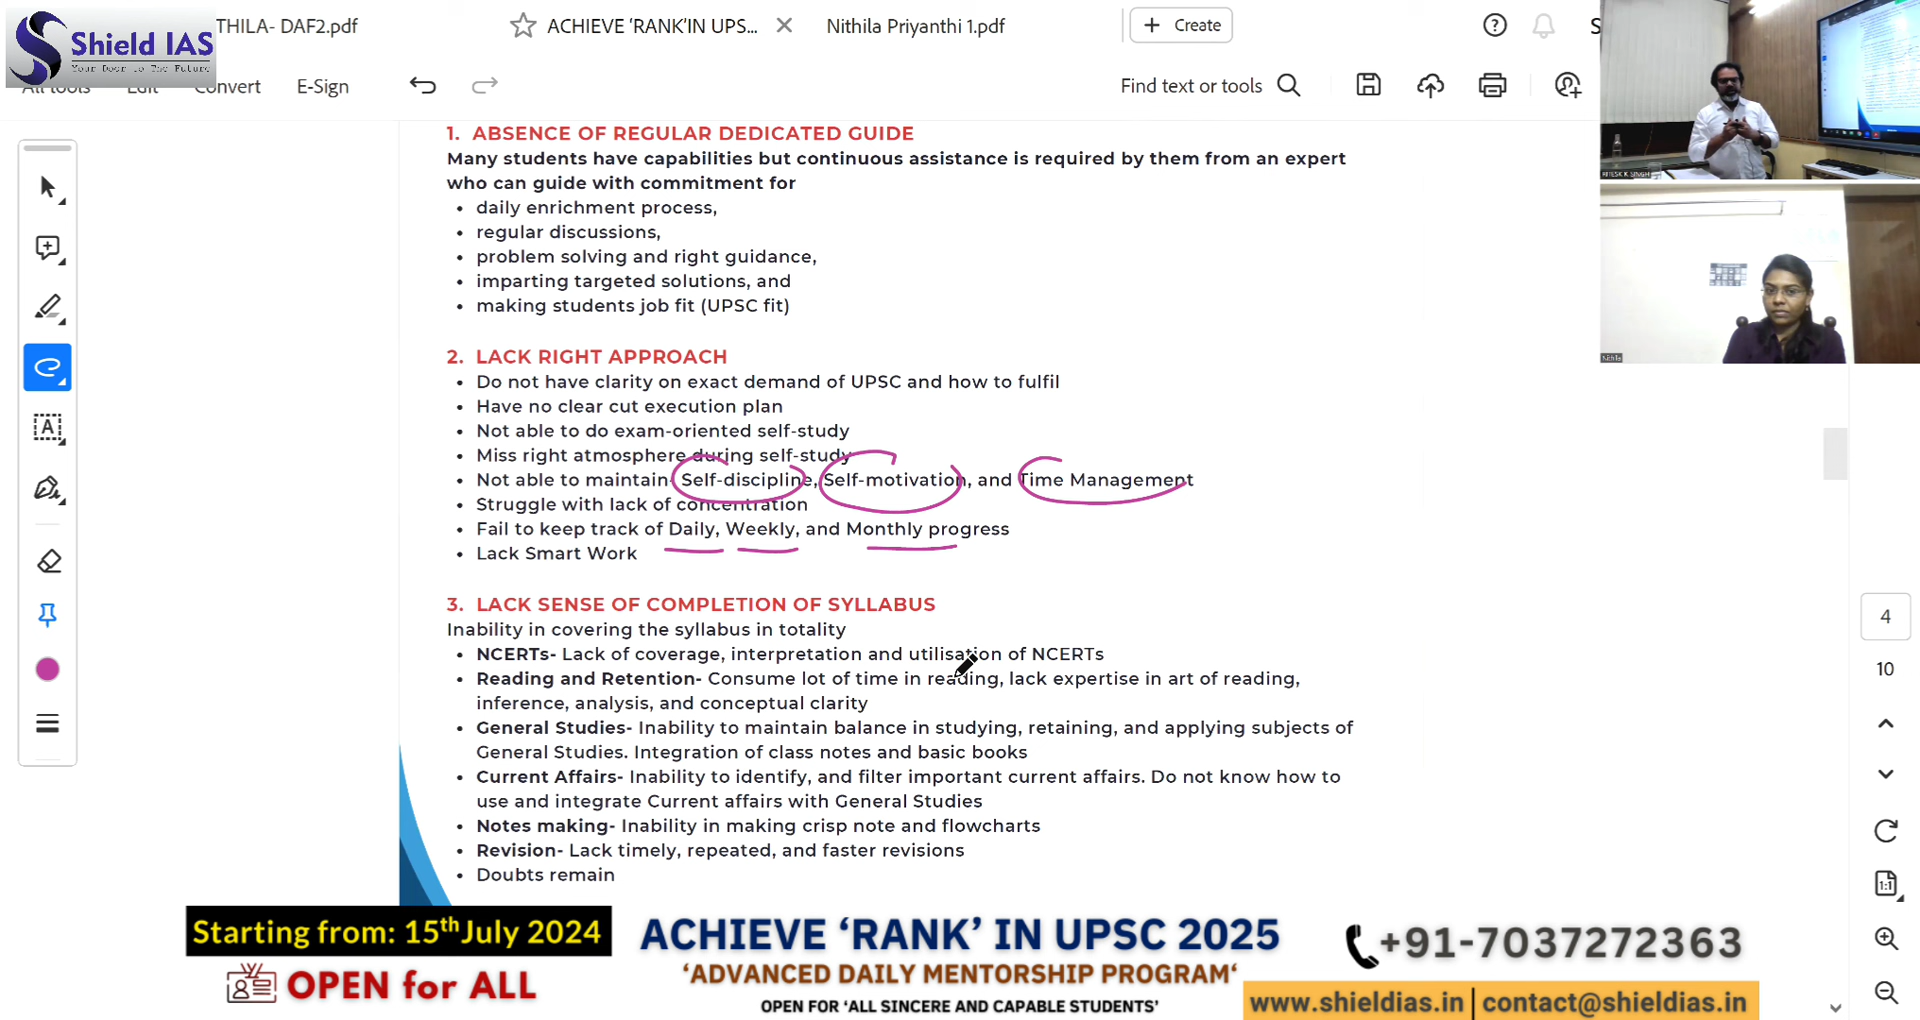 Shield IAS
Your Door to The Future
THILA- DAF2.pdf
ACHIEVE ‘RANK’IN UPS...
Nithila Priyanthi 1.pdf
+ Create
All tools
Edit
Convert
E-Sign
Find text or tools
S
RITESH K SINGH
1. ABSENCE OF REGULAR DEDICATED GUIDE
Many students have capabilities but continuous assistance is required by them from an expert
who can guide with commitment for
• daily enrichment process,
• regular discussions,
• problem solving and right guidance,
• imparting targeted solutions, and
• making students job fit (UPSC fit)
2. LACK RIGHT APPROACH
• Do not have clarity on exact demand of UPSC and how to fulfil
• Have no clear cut execution plan
• Not able to do exam-oriented self-study
• Miss right atmosphere during self-study
• Not able to maintain- Self-discipline, Self-motivation, and Time Management
• Struggle with lack of concentration
• Fail to keep track of Daily, Weekly, and Monthly progress
• Lack Smart Work
3. LACK SENSE OF COMPLETION OF SYLLABUS
Inability in covering the syllabus in totality
• NCERTs- Lack of coverage, interpretation and utilisation of NCERTs
• Reading and Retention- Consume lot of time in reading, lack expertise in art of reading,
inference, analysis, and conceptual clarity
• General Studies- Inability to maintain balance in studying, retaining, and applying subjects of
General Studies. Integration of class notes and basic books
• Current Affairs- Inability to identify, and filter important current affairs. Do not know how to
use and integrate Current affairs with General Studies
• Notes making- Inability in making crisp note and flowcharts
• Revision- Lack timely, repeated, and faster revisions
• Doubts remain
4
10
1:1
Starting from: 15th July 2024
OPEN for ALL
ACHIEVE ‘RANK’ IN UPSC 2025
‘ADVANCED DAILY MENTORSHIP PROGRAM‘
OPEN FOR ‘ALL SINCERE AND CAPABLE STUDENTS’
+91-7037272363
www.shieldias.in | contact@shieldias.in